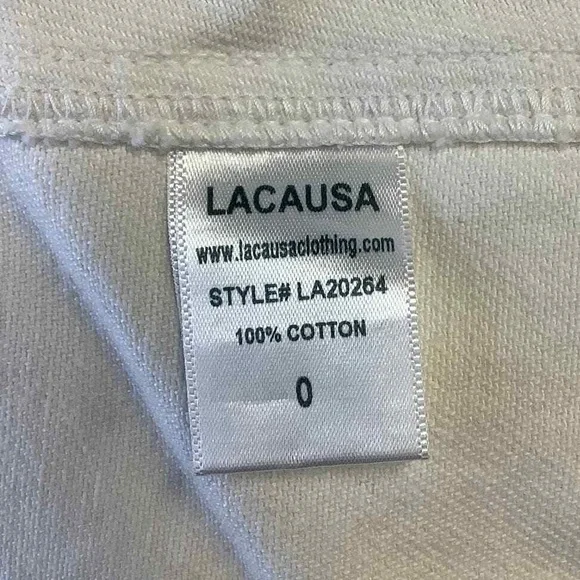 LACAUSA
www.lacausaclothing.com
STYLE# LA20264
100% COTTON
0